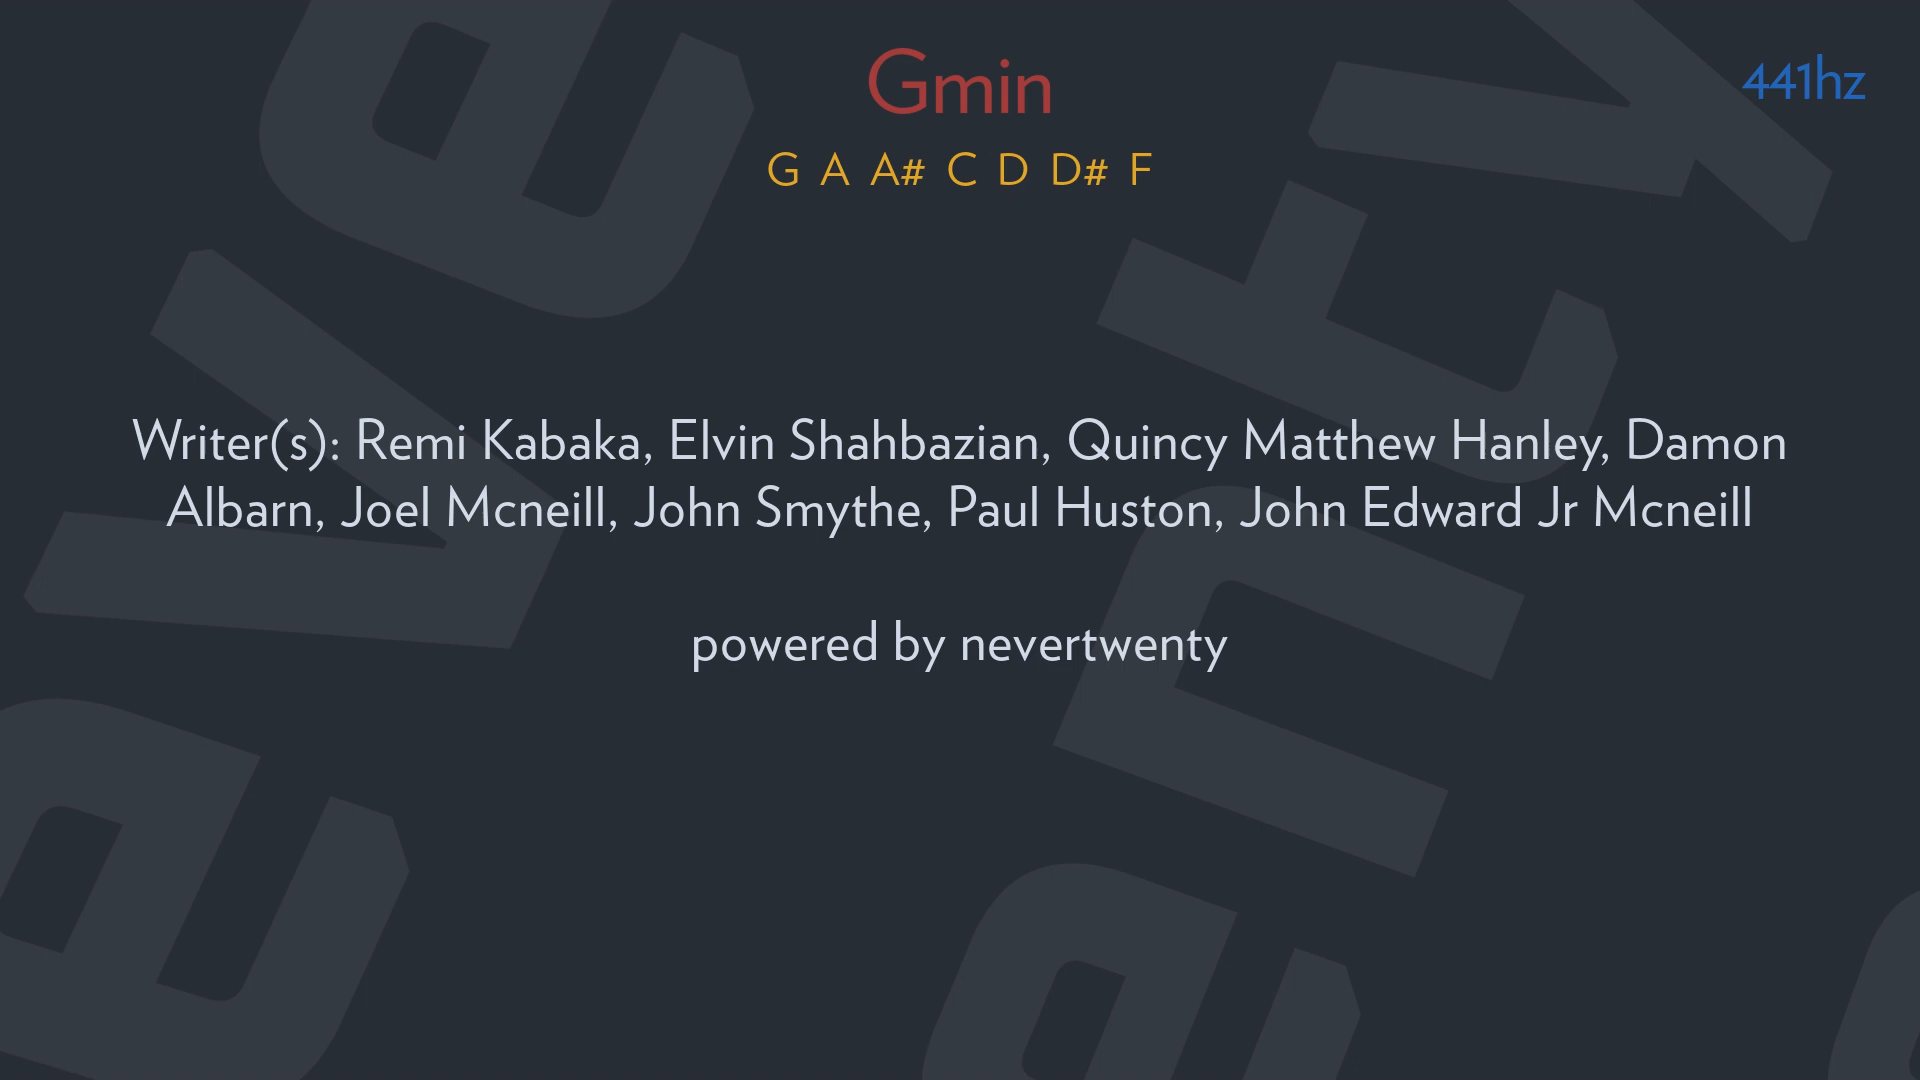 Gmin
441hz
G A A# C D D# F
Writer(s): Remi Kabaka, Elvin Shahbazian, Quincy Matthew Hanley, Damon
Albarn, Joel Mcneill, John Smythe, Paul Huston, John Edward Jr Mcneill
powered by nevertwenty